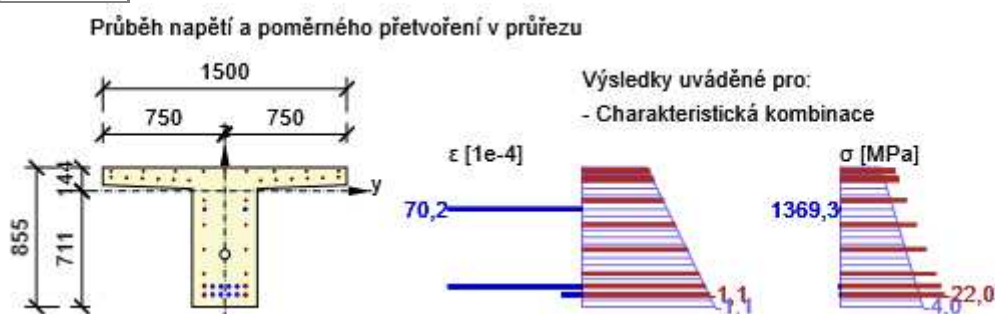 Průběh napětí a poměrného přetvoření v průřezu
1500
Výsledky uváděné pro:
750 750
- Charakteristická kombinace
ε [1e-4]
σ [MPa]
144
y
70,2
1369,3
855
711
-1,1
-22,0
-1,1
-4,0